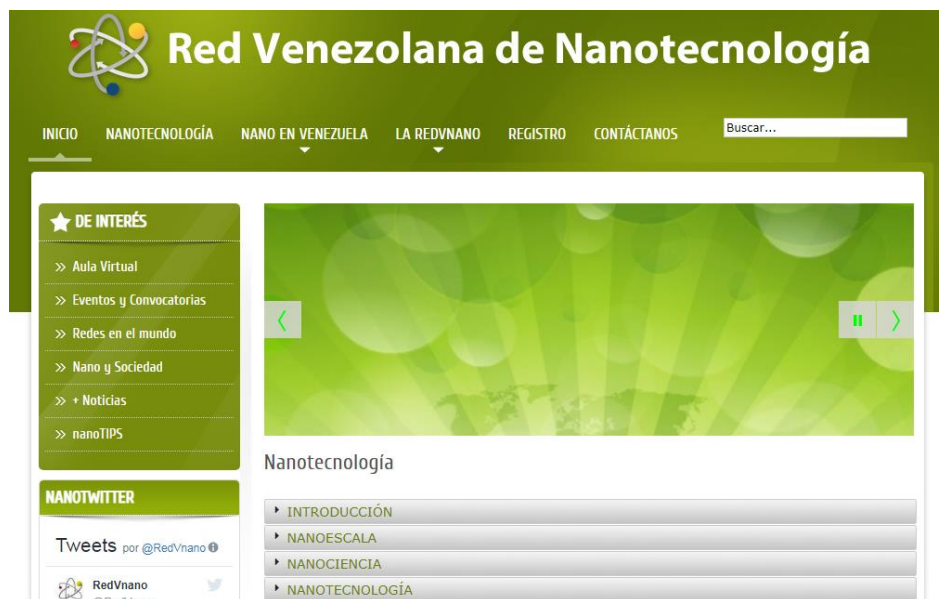 Red Venezolana de Nanotecnología
INICIO NANOTECNOLOGÍA NANO EN VENEZUELA LA REDVNANO REGISTRO CONTÁCTANOS Buscar...
DE INTERÉS
>> Aula Virtual
>> Eventos y Convocatorias
>> Redes en el mundo
>> Nano y Sociedad
>> + Noticias
>> nanoTIPS
Nanotecnología
INTRODUCCIÓN
NANOESCALA
NANOCIENCIA
NANOTECNOLOGÍA
NANOTWITTER
Tweets por @RedVnano
RedVnano